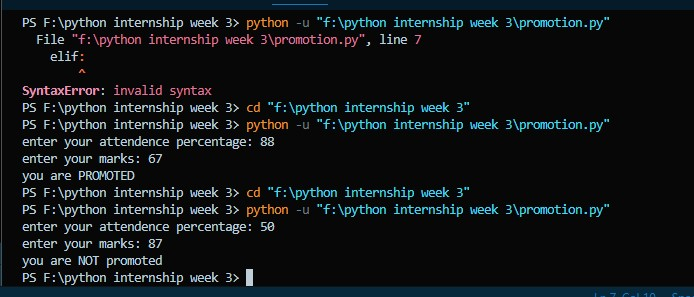 PS F:\python internship week 3> python -u "f:\python internship week 3\promotion.py"
File "f:\python internship week 3\promotion.py", line 7
elif:
^
SyntaxError: invalid syntax
PS F:\python internship week 3> cd "f:\python internship week 3"
PS F:\python internship week 3> python -u "f:\python internship week 3\promotion.py"
enter your attendence percentage: 88
enter your marks: 67
you are PROMOTED
PS F:\python internship week 3> cd "f:\python internship week 3"
PS F:\python internship week 3> python -u "f:\python internship week 3\promotion.py"
enter your attendence percentage: 50
enter your marks: 87
you are NOT promoted
PS F:\python internship week 3>